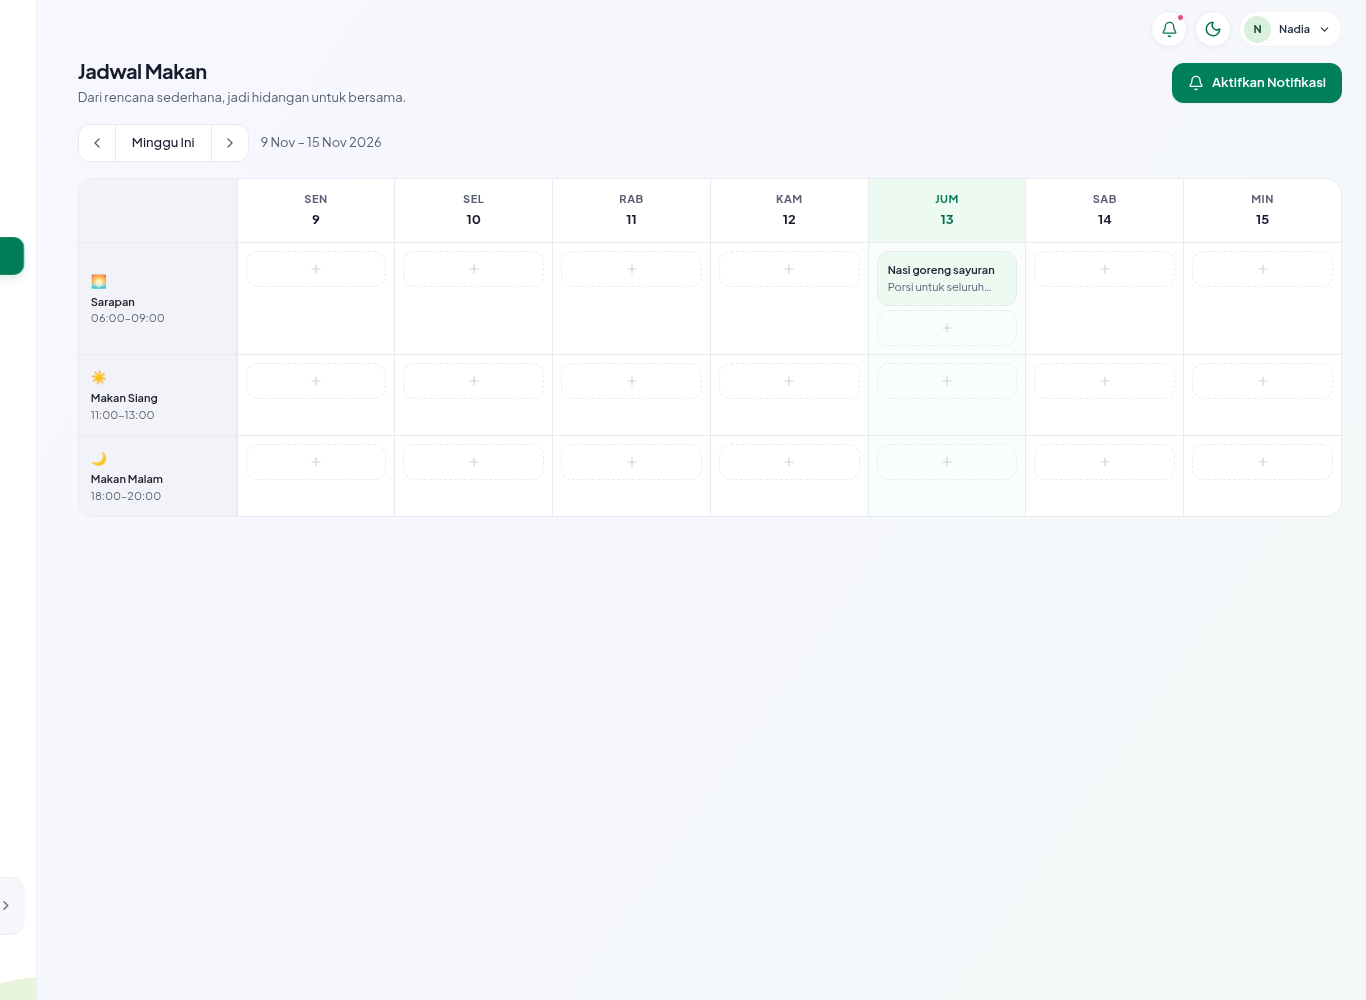 N Nadia
Jadwal Makan
Dari rencana sederhana, jadi hidangan untuk bersama.
Aktifkan Notifikasi
Minggu Ini
9 Nov – 15 Nov 2026
SEN SEL RAB KAM JUM SAB MIN
9 10 11 12 13 14 15
Sarapan
06:00–09:00
Nasi goreng sayuran
Porsi untuk seluruh...
Makan Siang
11:00–13:00
Makan Malam
18:00–20:00